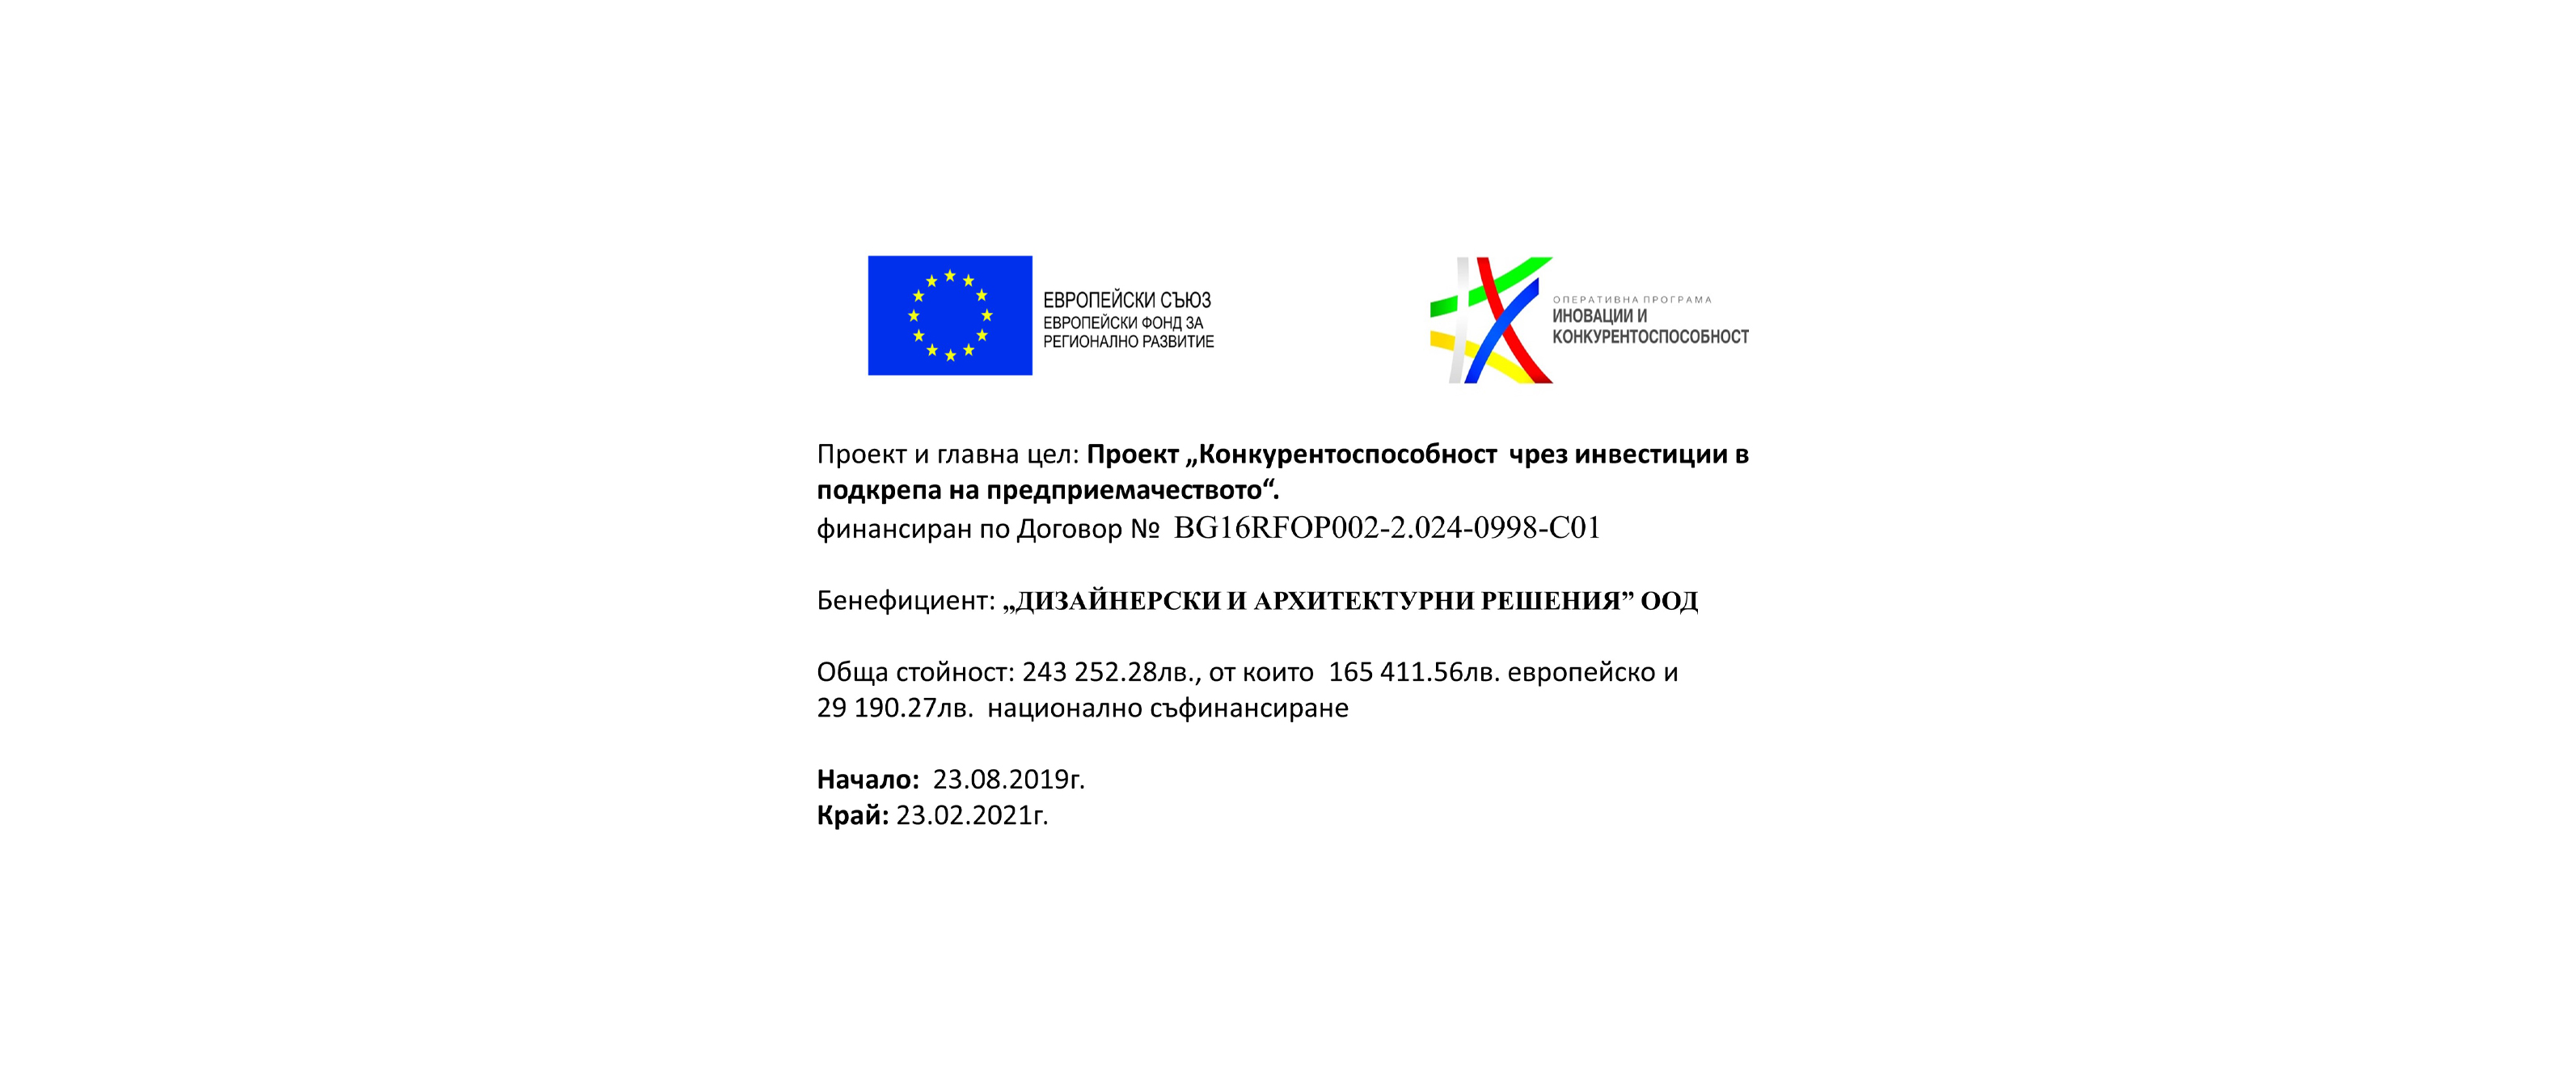 ЕВРОПЕЙСКИ СЪЮЗ
ЕВРОПЕЙСКИ ФОНД ЗА
РЕГИОНАЛНО РАЗВИТИЕ
ОПЕРАТИВНА ПРОГРАМА
ИНОВАЦИИ И
КОНКУРЕНТОСПОСОБНОСТ
Проект и главна цел: Проект „Конкурентоспособност чрез инвестиции в
подкрепа на предприемачеството“.
финансиран по Договор № BG16RFOP002-2.024-0998-C01
Бенефициент: „ДИЗАЙНЕРСКИ И АРХИТЕКТУРНИ РЕШЕНИЯ” ООД
Обща стойност: 243 252.28лв., от които 165 411.56лв. европейско и
29 190.27лв. национално съфинансиране
Начало: 23.08.2019г.
Край: 23.02.2021г.